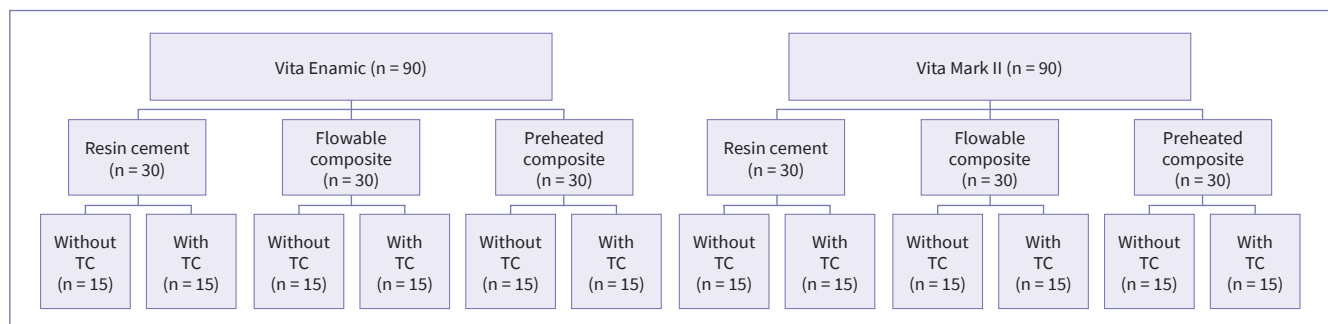 Vita Enamic (n = 90)
Vita Mark II (n = 90)
Resin cement
(n = 30)
Flowable
composite
(n = 30)
Preheated
composite
(n = 30)
Resin cement
(n = 30)
Flowable
composite
(n = 30)
Preheated
composite
(n = 30)
Without
TC
(n = 15)
With
TC
(n = 15)
Without
TC
(n = 15)
With
TC
(n = 15)
Without
TC
(n = 15)
With
TC
(n = 15)
Without
TC
(n = 15)
With
TC
(n = 15)
Without
TC
(n = 15)
With
TC
(n = 15)
Without
TC
(n = 15)
With
TC
(n = 15)